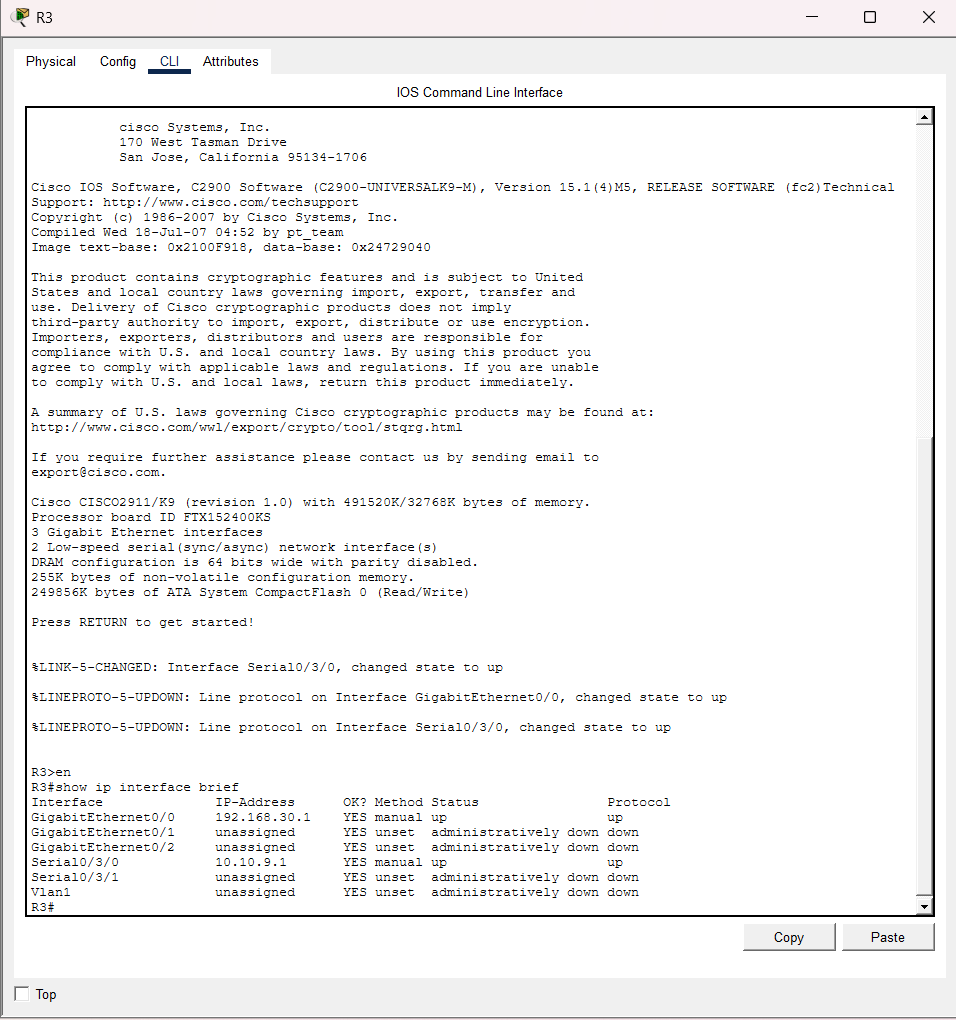 R3
Physical Config CLI Attributes
IOS Command Line Interface
cisco Systems, Inc.
170 West Tasman Drive
San Jose, California 95134-1706
Cisco IOS Software, C2900 Software (C2900-UNIVERSALK9-M), Version 15.1(4)M5, RELEASE SOFTWARE (fc2)Technical
Support: http://www.cisco.com/techsupport
Copyright (c) 1986-2007 by Cisco Systems, Inc.
Compiled Wed 18-Jul-07 04:52 by pt_team
Image text-base: 0x2100F918, data-base: 0x24729040
This product contains cryptographic features and is subject to United
States and local country laws governing import, export, transfer and
use. Delivery of Cisco cryptographic products does not imply
third-party authority to import, export, distribute or use encryption.
Importers, exporters, distributors and users are responsible for
compliance with U.S. and local country laws. By using this product you
agree to comply with applicable laws and regulations. If you are unable
to comply with U.S. and local laws, return this product immediately.
A summary of U.S. laws governing Cisco cryptographic products may be found at:
http://www.cisco.com/wwl/export/crypto/tool/stqrg.html
If you require further assistance please contact us by sending email to
export@cisco.com.
Cisco CISCO2911/K9 (revision 1.0) with 491520K/32768K bytes of memory.
Processor board ID FTX152400KS
3 Gigabit Ethernet interfaces
2 Low-speed serial(sync/async) network interface(s)
DRAM configuration is 64 bits wide with parity disabled.
255K bytes of non-volatile configuration memory.
249856K bytes of ATA System CompactFlash 0 (Read/Write)
Press RETURN to get started!
%LINK-5-CHANGED: Interface Serial0/3/0, changed state to up
%LINEPROTO-5-UPDOWN: Line protocol on Interface GigabitEthernet0/0, changed state to up
%LINEPROTO-5-UPDOWN: Line protocol on Interface Serial0/3/0, changed state to up
R3>en
R3#show ip interface brief
Interface IP-Address OK? Method Status Protocol
GigabitEthernet0/0 192.168.30.1 YES manual up up
GigabitEthernet0/1 unassigned YES unset administratively down down
GigabitEthernet0/2 unassigned YES unset administratively down down
Serial0/3/0 10.10.9.1 YES manual up up
Serial0/3/1 unassigned YES unset administratively down down
Vlan1 unassigned YES unset administratively down down
R3#
Copy Paste
Top